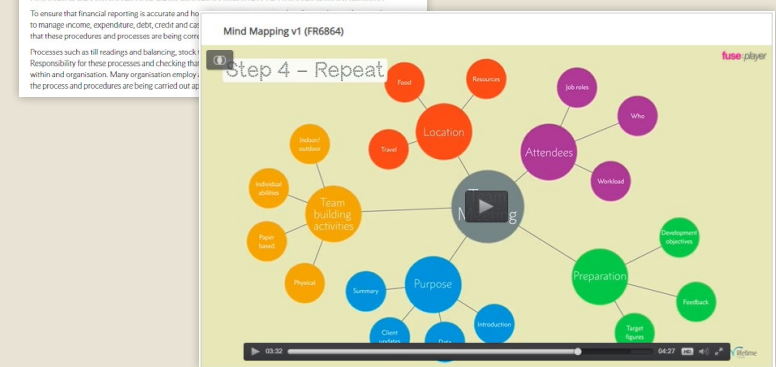 To ensure that financial reporting is accurate and ho
to manage income, expenditure, debt, credit and cas
that these procedures and processes are being corre
Processes such as till readings and balancing, stock
Responsibility for these processes and checking that
within and organisation. Many organisation employ
the process and procedures are being carried out ap
Mind Mapping v1 (FR6864)
fuse player
Step 4 – Repeat
Food
Resources
Travel
Location
Job roles
Who
Attendees
Workload
Indoor/
outdoor
Individual
abilities
Team
building
activities
Paper
based
Physical
Development
objectives
Preparation
Feedback
Target
figures
Purpose
Summary
Introduction
Client
updates
Data
03:32
04:27
HD
lifetime